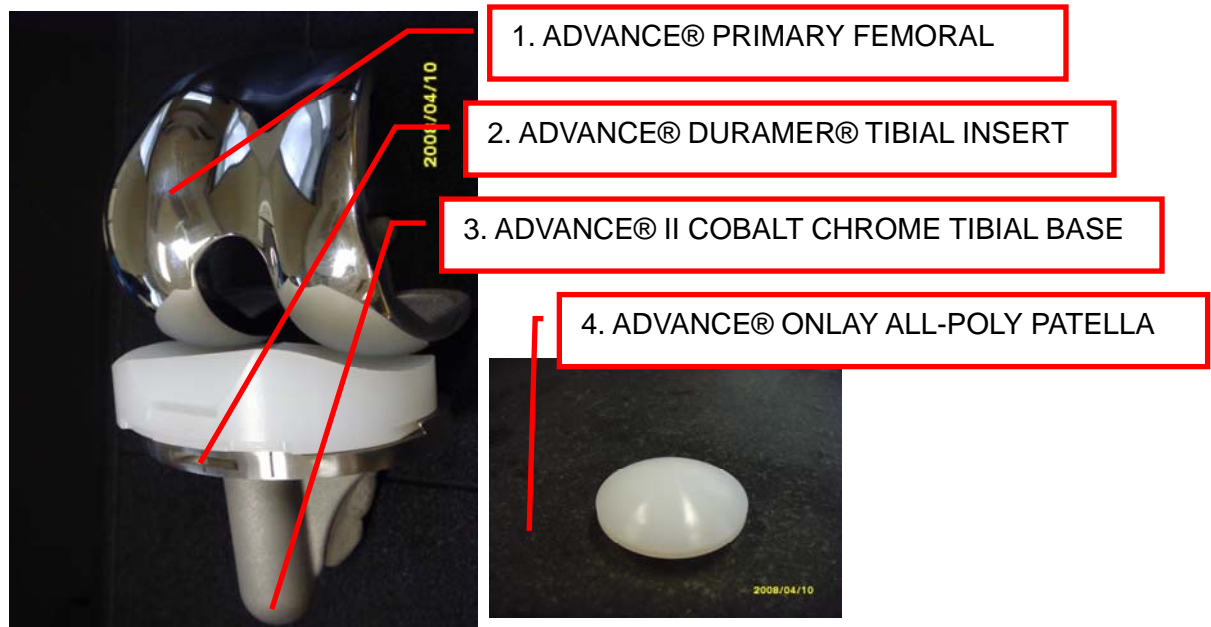 1. ADVANCE® PRIMARY FEMORAL
2008/04/10
2. ADVANCE® DURAMER® TIBIAL INSERT
3. ADVANCE® II COBALT CHROME TIBIAL BASE
4. ADVANCE® ONLAY ALL-POLY PATELLA
2008/04/10